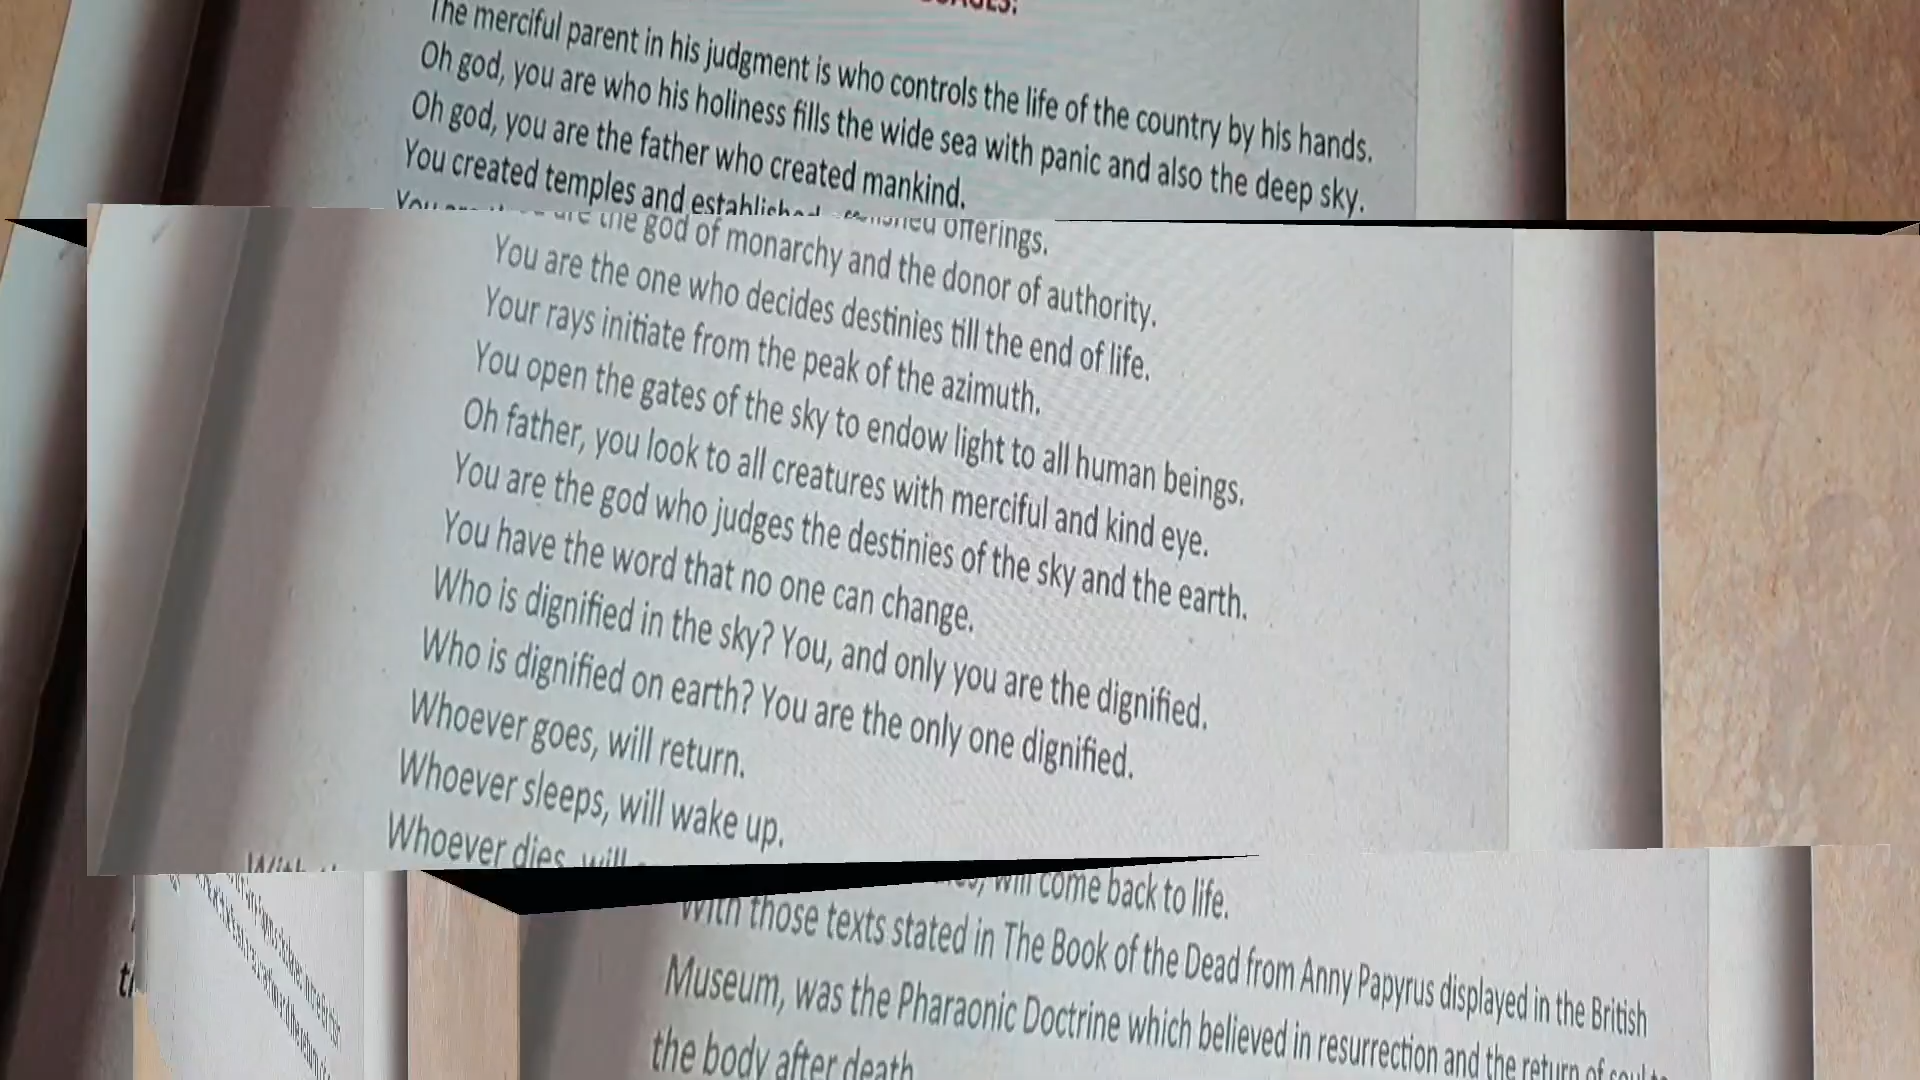 The merciful parent in his judgment is who controls the life of the country by his hands.
Oh god, you are who his holiness fills the wide sea with panic and also the deep sky.
Oh god, you are the father who created mankind.
You created temples and established offerings.
You are the god of monarchy and the donor of authority.
You are the one who decides destinies till the end of life.
Your rays initiate from the peak of the azimuth.
You open the gates of the sky to endow light to all human beings.
Oh father, you look to all creatures with merciful and kind eye.
You are the god who judges the destinies of the sky and the earth.
You have the word that no one can change.
Who is dignified in the sky? You, and only you are the dignified.
Who is dignified on earth? You are the only one dignified.
Whoever goes, will return.
Whoever sleeps, will wake up.
Whoever dies, will come back to life.
With those texts stated in The Book of the Dead from Anny Papyrus displayed in the British
Museum, was the Pharaonic Doctrine which believed in resurrection and the return of soul to
the body after death